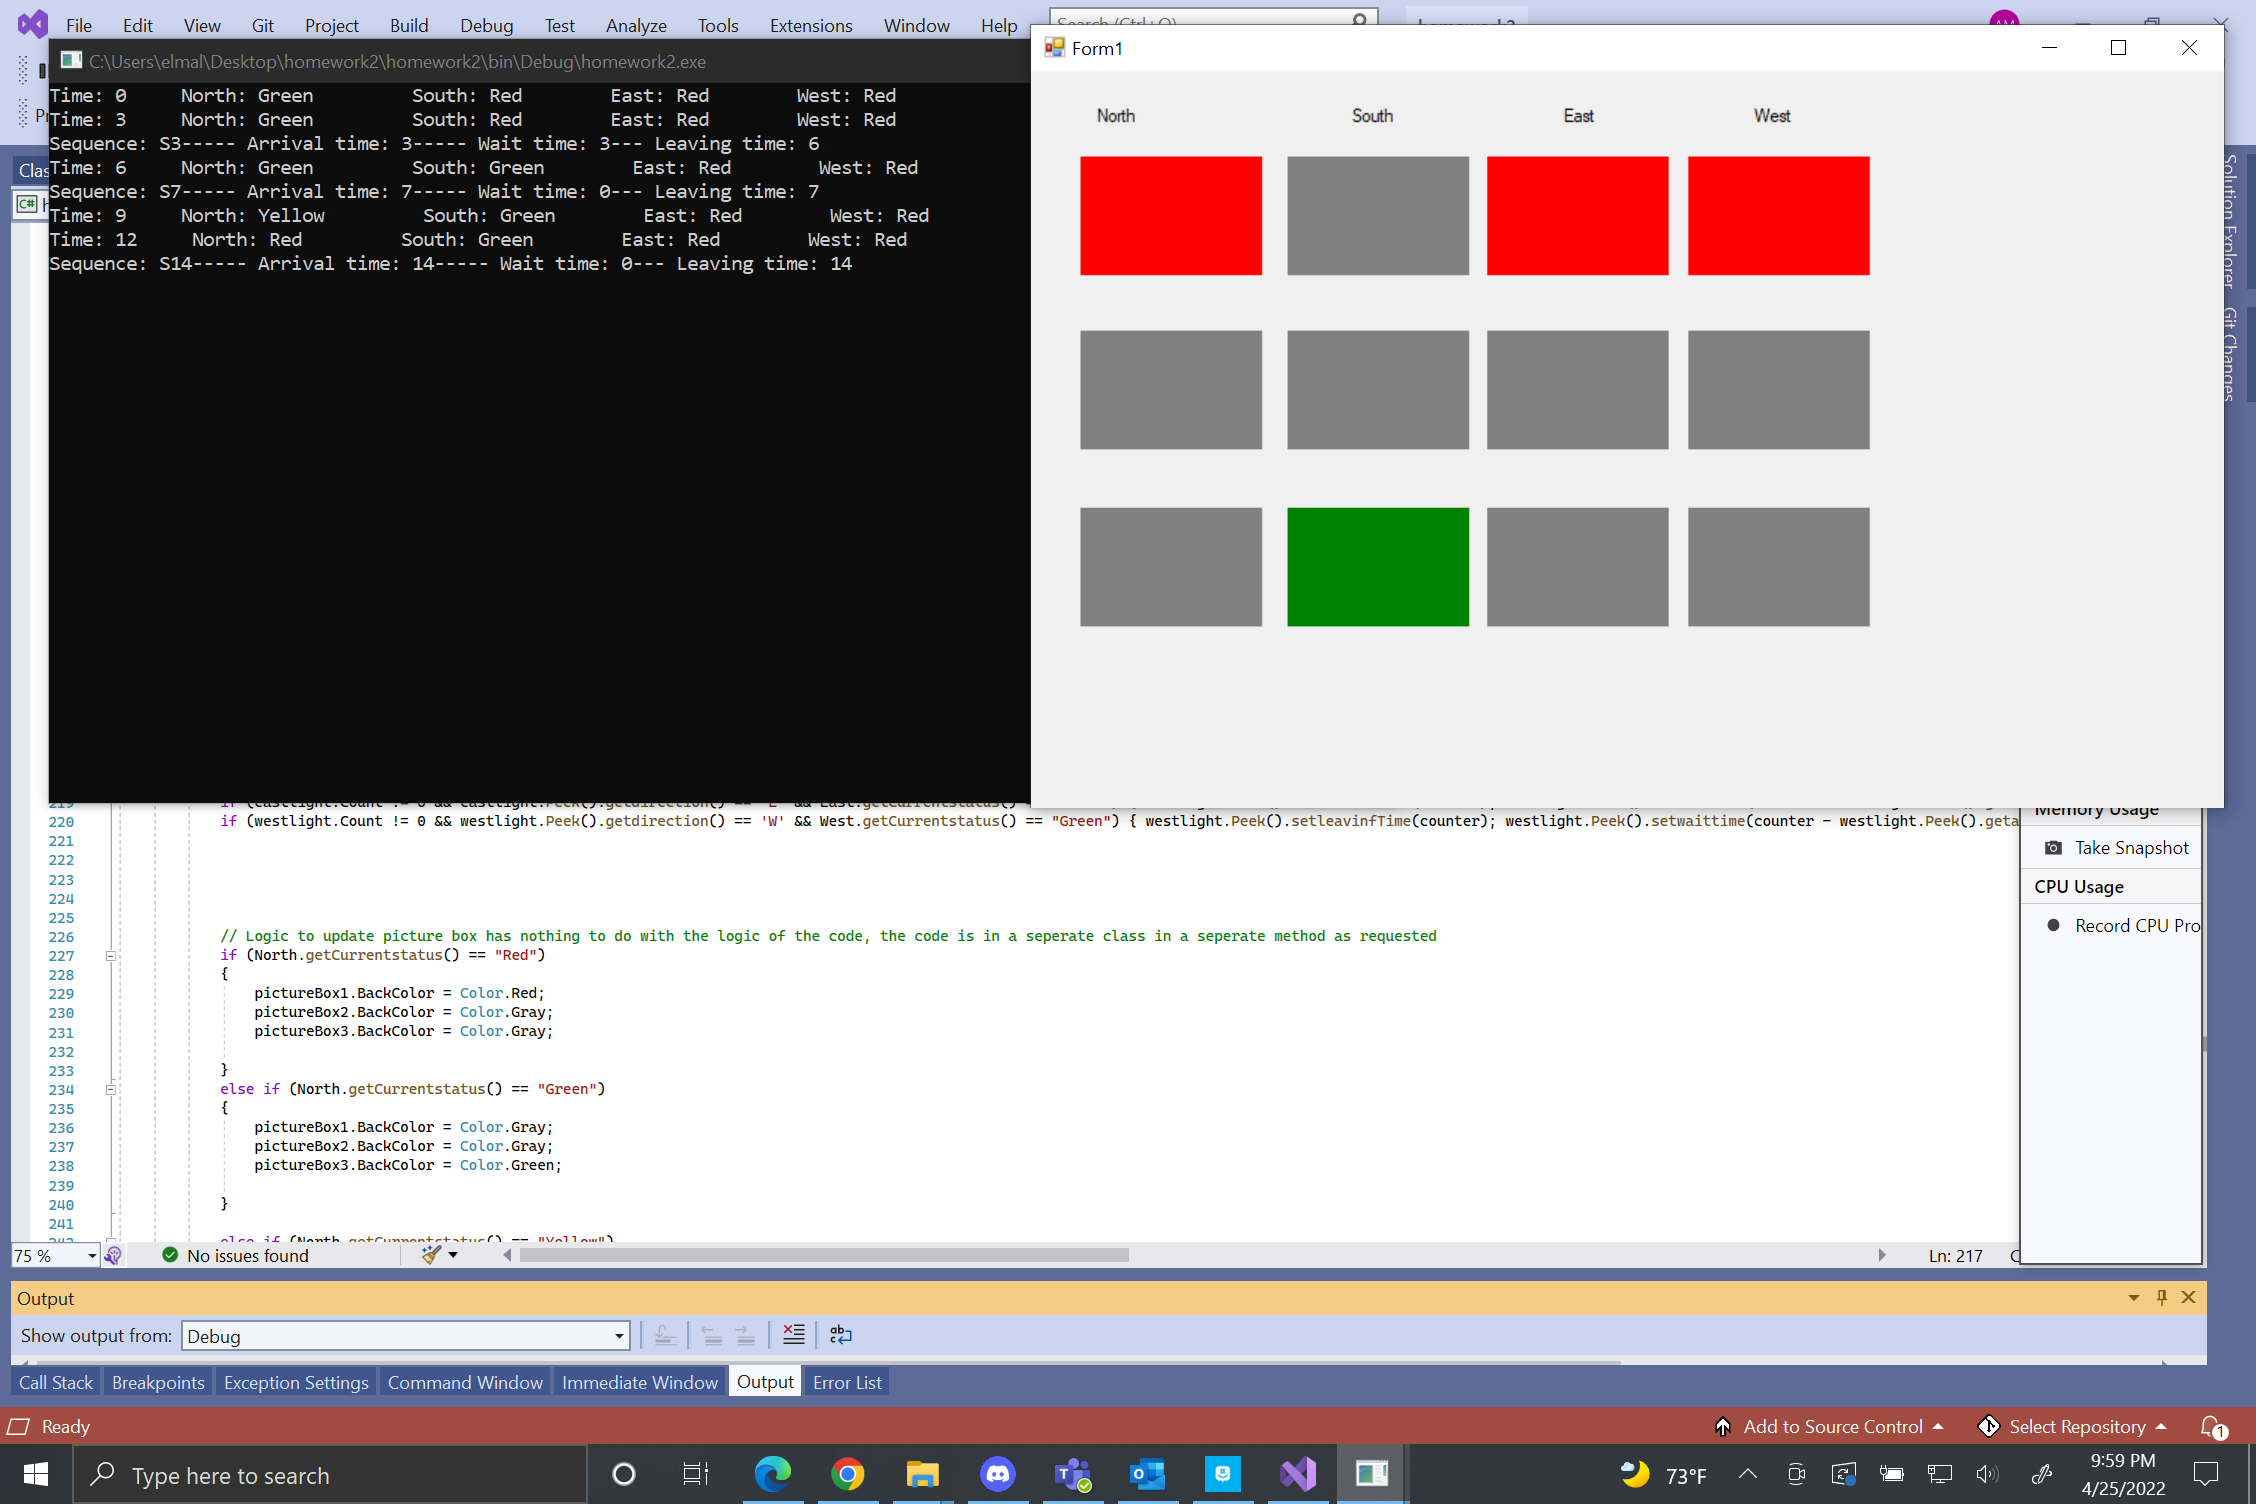 File Edit View Git Project Build Debug Test Analyze Tools Extensions Window Help Search (Ctrl+Q) homework2 AM
C:\Users\elmal\Desktop\homework2\homework2\bin\Debug\homework2.exe
Time: 0 North: Green South: Red East: Red West: Red
Time: 3 North: Green South: Red East: Red West: Red
Sequence: S3----- Arrival time: 3----- Wait time: 3--- Leaving time: 6
Time: 6 North: Green South: Green East: Red West: Red
Sequence: S7----- Arrival time: 7----- Wait time: 0--- Leaving time: 7
Time: 9 North: Yellow South: Green East: Red West: Red
Time: 12 North: Red South: Green East: Red West: Red
Sequence: S14----- Arrival time: 14----- Wait time: 0--- Leaving time: 14
Form1
North South East West
Solution Explorer
Git Changes
220 if (westlight.Count != 0 && westlight.Peek().getdirection() == 'W' && West.getCurrentstatus() == "Green") { westlight.Peek().setleavinfTime(counter); westlight.Peek().setwaittime(counter - westlight.Peek().geta
221
222
223
224
225
226 // Logic to update picture box has nothing to do with the logic of the code, the code is in a seperate class in a seperate method as requested
227 if (North.getCurrentstatus() == "Red")
228 {
229 pictureBox1.BackColor = Color.Red;
230 pictureBox2.BackColor = Color.Gray;
231 pictureBox3.BackColor = Color.Gray;
232
233 }
234 else if (North.getCurrentstatus() == "Green")
235 {
236 pictureBox1.BackColor = Color.Gray;
237 pictureBox2.BackColor = Color.Gray;
238 pictureBox3.BackColor = Color.Green;
239
240 }
241
242 else if (North.getCurrentstatus() == "Yellow")
Memory Usage
Take Snapshot
CPU Usage
Record CPU Pro
75 % No issues found Ln: 217
Output
Show output from: Debug
Call Stack Breakpoints Exception Settings Command Window Immediate Window Output Error List
Ready Add to Source Control Select Repository 1
Type here to search 73°F 9:59 PM
4/25/2022